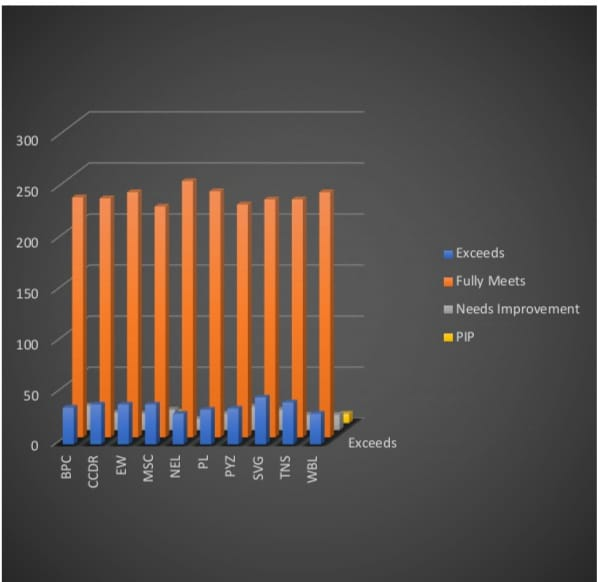 300
250
200
150
100
50
0
BPC
CCDR
EW
MSC
NEL
PL
PYZ
SVG
TNS
WBL
Exceeds
Exceeds
Fully Meets
Needs Improvement
PIP